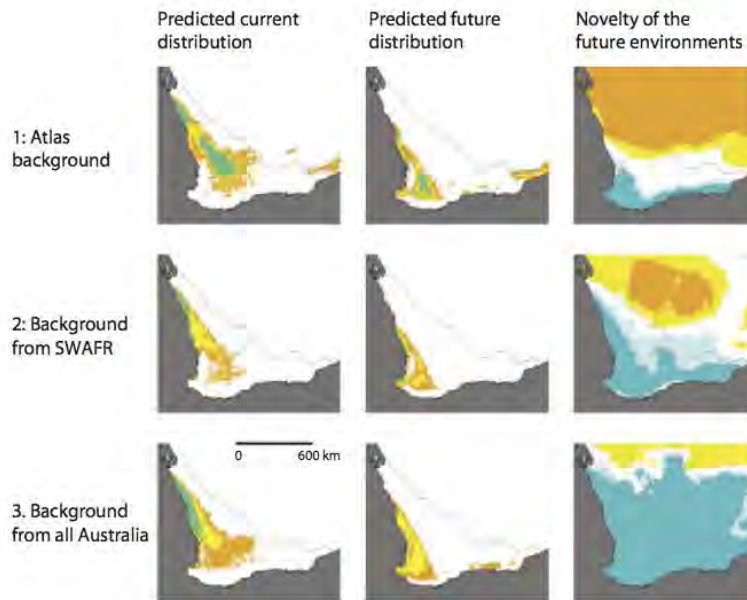 Predicted current
distribution
Predicted future
distribution
Novelty of the
future environments
1: Atlas
background
2: Background
from SWAFR
0 600 km
3. Background
from all Australia